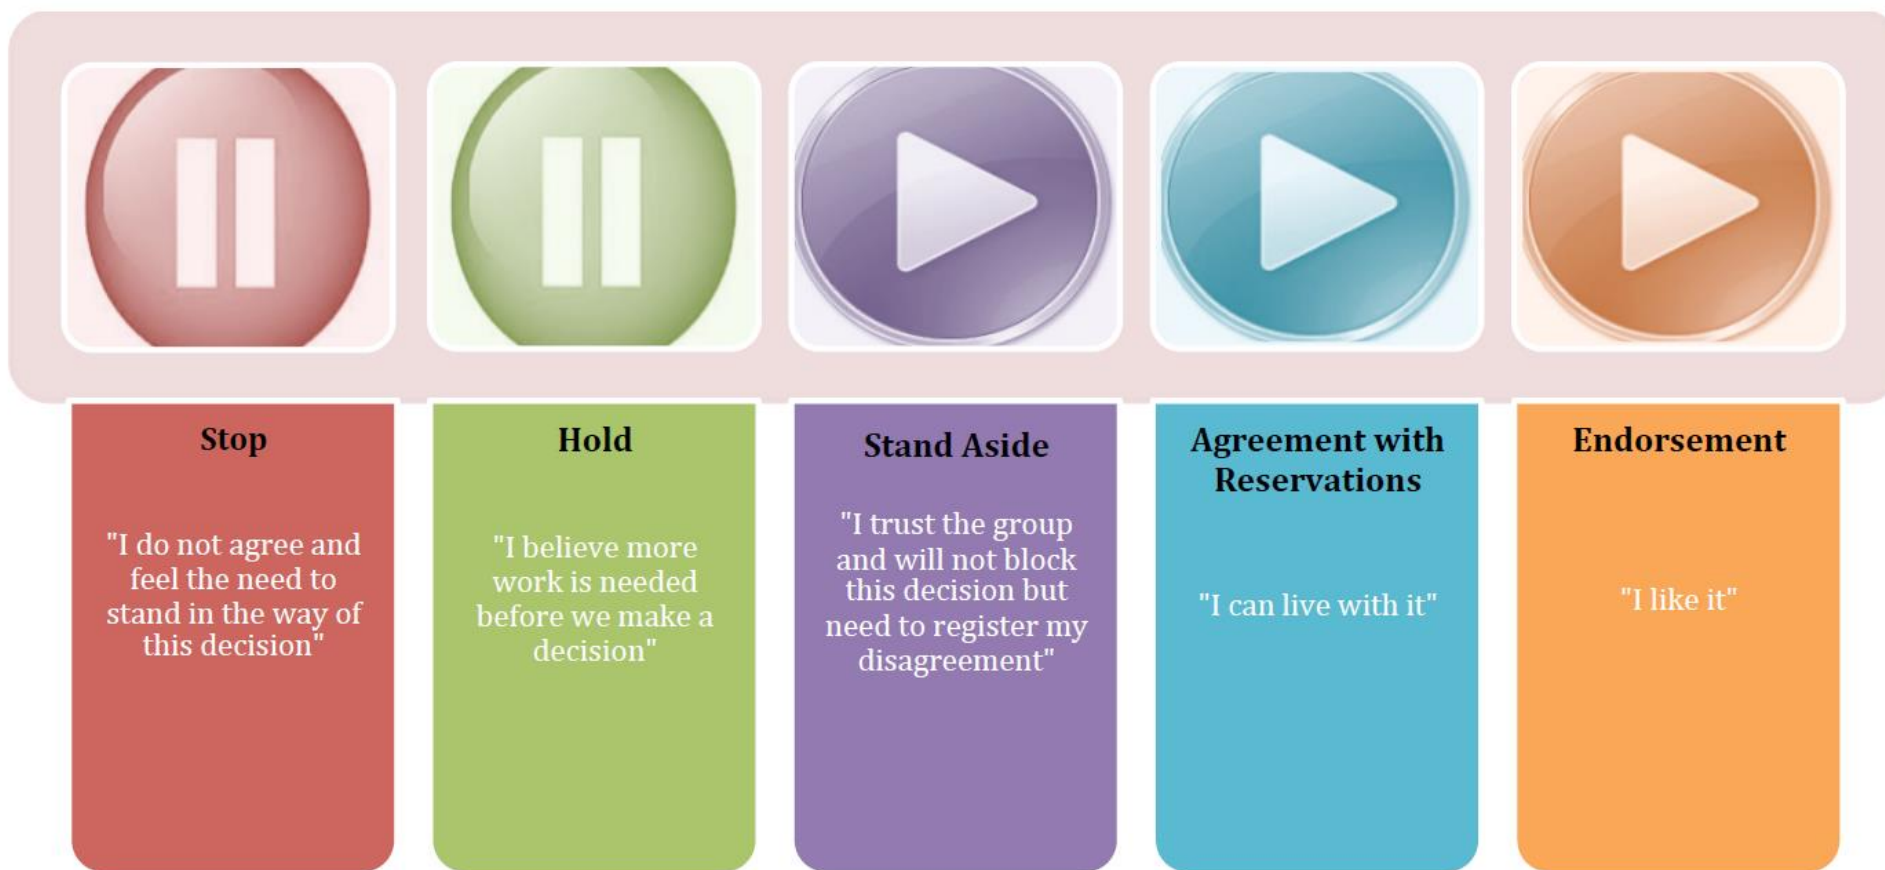 Stop
"I do not agree and
feel the need to
stand in the way of
this decision"
Hold
"I believe more
work is needed
before we make a
decision"
Stand Aside
"I trust the group
and will not block
this decision but
need to register my
disagreement"
Agreement with
Reservations
"I can live with it"
Endorsement
"I like it"